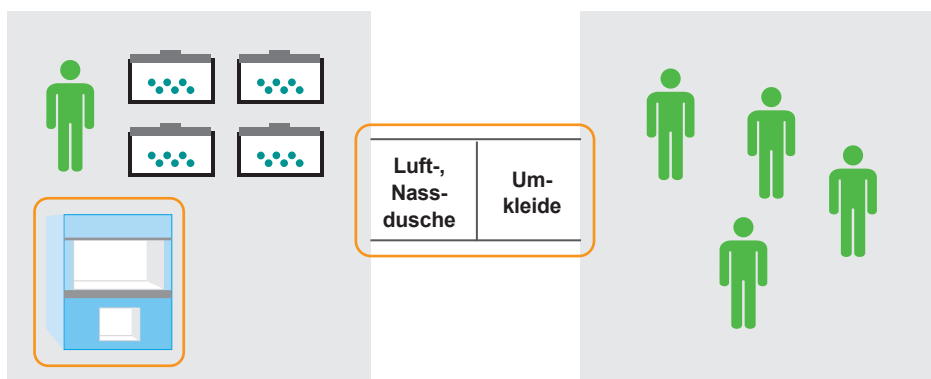 Luft-,
Nass-
dusche
Um-
kleide